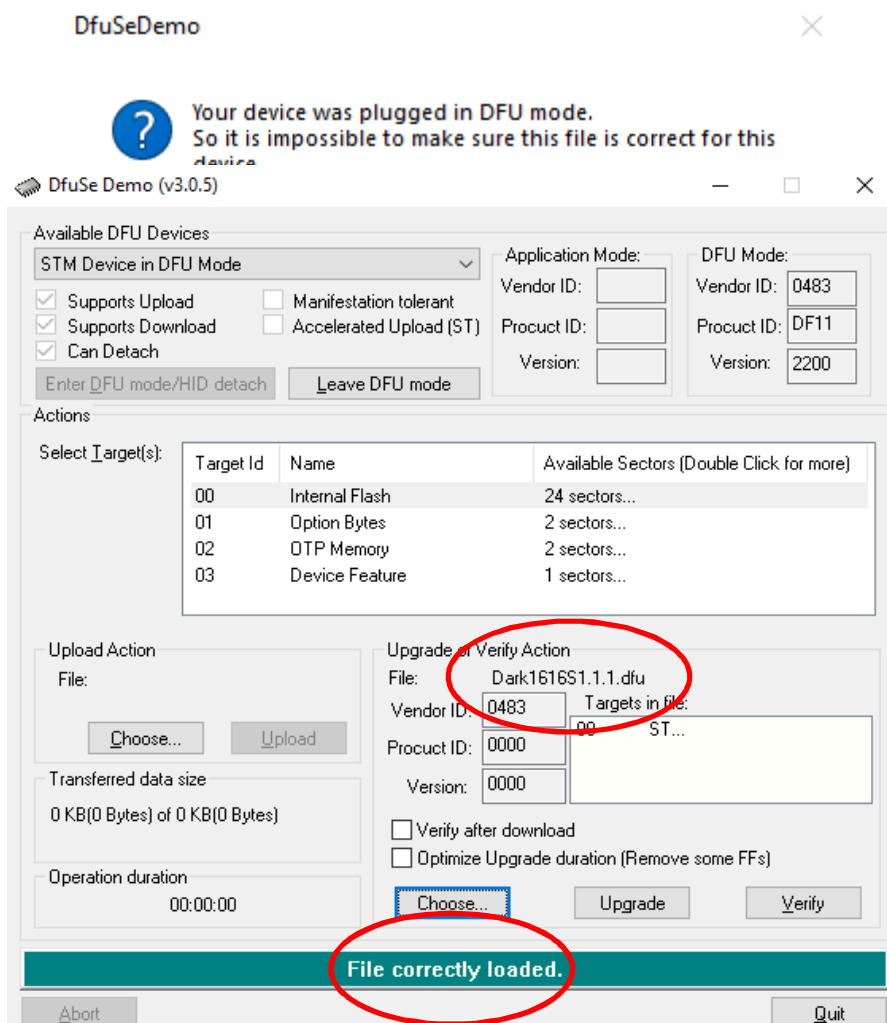 DfuSeDemo
Your device was plugged in DFU mode.
So it is impossible to make sure this file is correct for this
device
DfuSe Demo (v3.0.5)
Available DFU Devices
STM Device in DFU Mode
Supports Upload
Manifestation tolerant
Supports Download
Accelerated Upload (ST)
Can Detach
Enter DFU mode/HID detach
Leave DFU mode
Application Mode:
Vendor ID:
Procuct ID:
Version:
DFU Mode:
Vendor ID: 0483
Procuct ID: DF11
Version: 2200
Actions
Select Target(s):
Target Id Name Available Sectors (Double Click for more)
00 Internal Flash 24 sectors...
01 Option Bytes 2 sectors...
02 OTP Memory 2 sectors...
03 Device Feature 1 sectors...
Upload Action
File:
Choose... Upload
Transferred data size
0 KB(0 Bytes) of 0 KB(0 Bytes)
Operation duration
00:00:00
Upgrade or Verify Action
File: Dark1616S1.1.1.dfu
Vendor ID: 0483
Procuct ID: 0000
Version: 0000
Targets in file:
00 ST...
Verify after download
Optimize Upgrade duration (Remove some FFs)
Choose... Upgrade Verify
File correctly loaded.
Abort
Quit